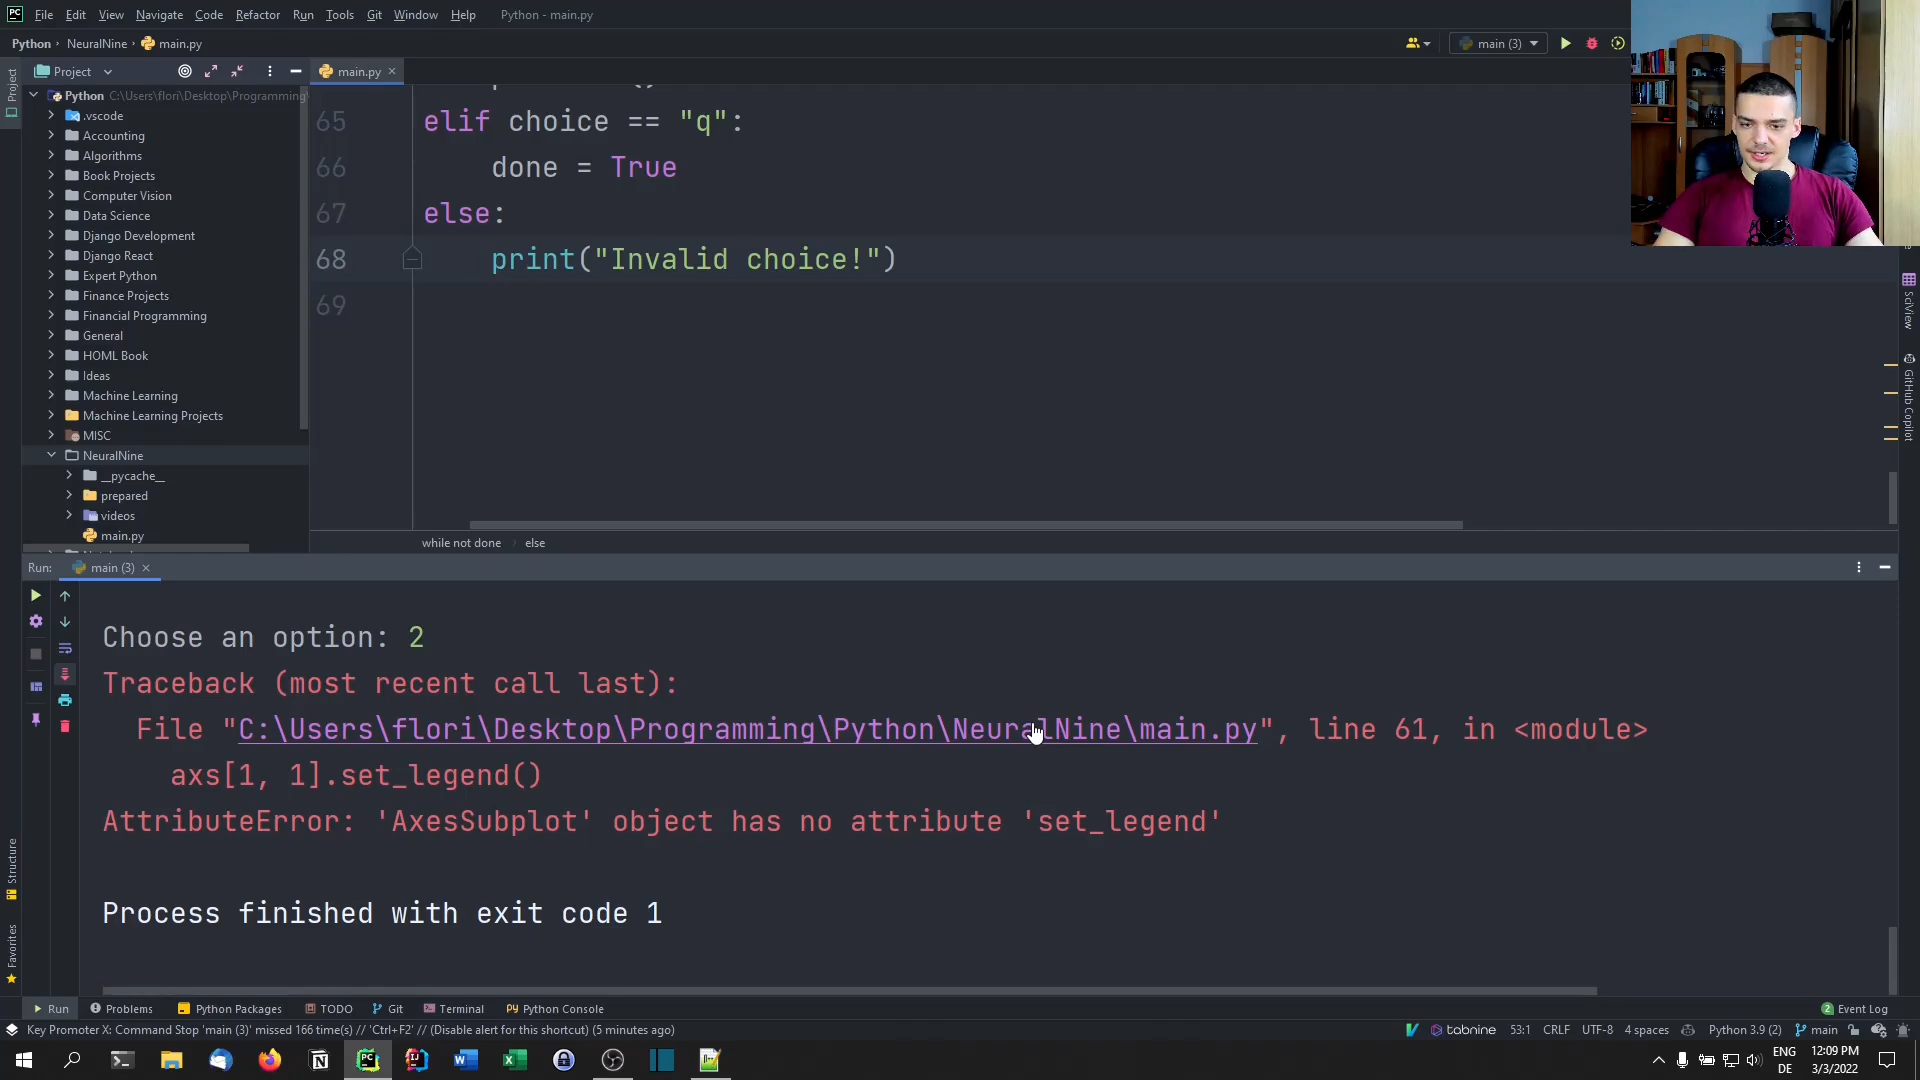 File Edit View Navigate Code Refactor Run Tools Git Window Help Python - main.py
Python NeuralNine main.py main (3)
Project main.py
Project
Python C:\Users\flori\Desktop\Programming\
.vscode
Accounting
Algorithms
Book Projects
Computer Vision
Data Science
Django Development
Django React
Expert Python
Finance Projects
Financial Programming
General
HOML Book
Ideas
Machine Learning
Machine Learning Projects
MISC
NeuralNine
__pycache__
prepared
videos
main.py
65 elif choice == "q":
66 done = True
67 else:
68 print("Invalid choice!")
69
while not done else
SciView
GitHub Copilot
Run: main (3)
Choose an option: 2
Traceback (most recent call last):
File "C:\Users\flori\Desktop\Programming\Python\NeuralNine\main.py", line 61, in <module>
axs[1, 1].set_legend()
AttributeError: 'AxesSubplot' object has no attribute 'set_legend'
Process finished with exit code 1
Structure
Favorites
Run Problems Python Packages TODO Git Terminal Python Console 2 Event Log
Key Promoter X: Command Stop 'main (3)' missed 166 time(s) // 'Ctrl+F2' // (Disable alert for this shortcut) (5 minutes ago) tabnine 53:1 CRLF UTF-8 4 spaces Python 3.9 (2) main
ENG 12:09 PM
DE 3/3/2022